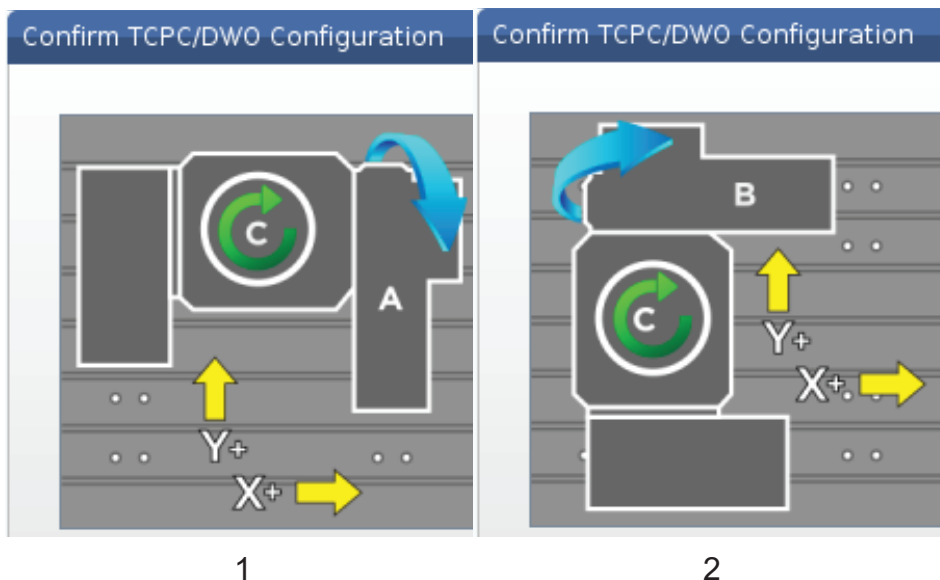 Confirm TCPC/DWO Configuration
C
A
Y+
X+
1
Confirm TCPC/DWO Configuration
B
C
Y+
X+
2